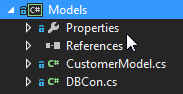 C# Models
Properties
References
C# CustomerModel.cs
C# DBCon.cs